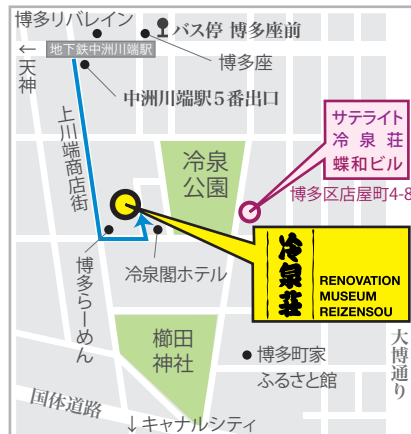 博多リバレイン
バス停 博多座前
←天神
地下鉄中洲川端駅
博多座
中洲川端駅5番出口
上川端商店街
冷泉
公園
サテライト
冷泉荘
蝶和ビル
博多区店屋町4-8
博多らーめん
冷泉閣ホテル
冷泉荘
RENOVATION
MUSEUM
REIZENSOU
櫛田
神社
博多町家
ふるさと館
大博通り
国体道路
↓キャナルシティ